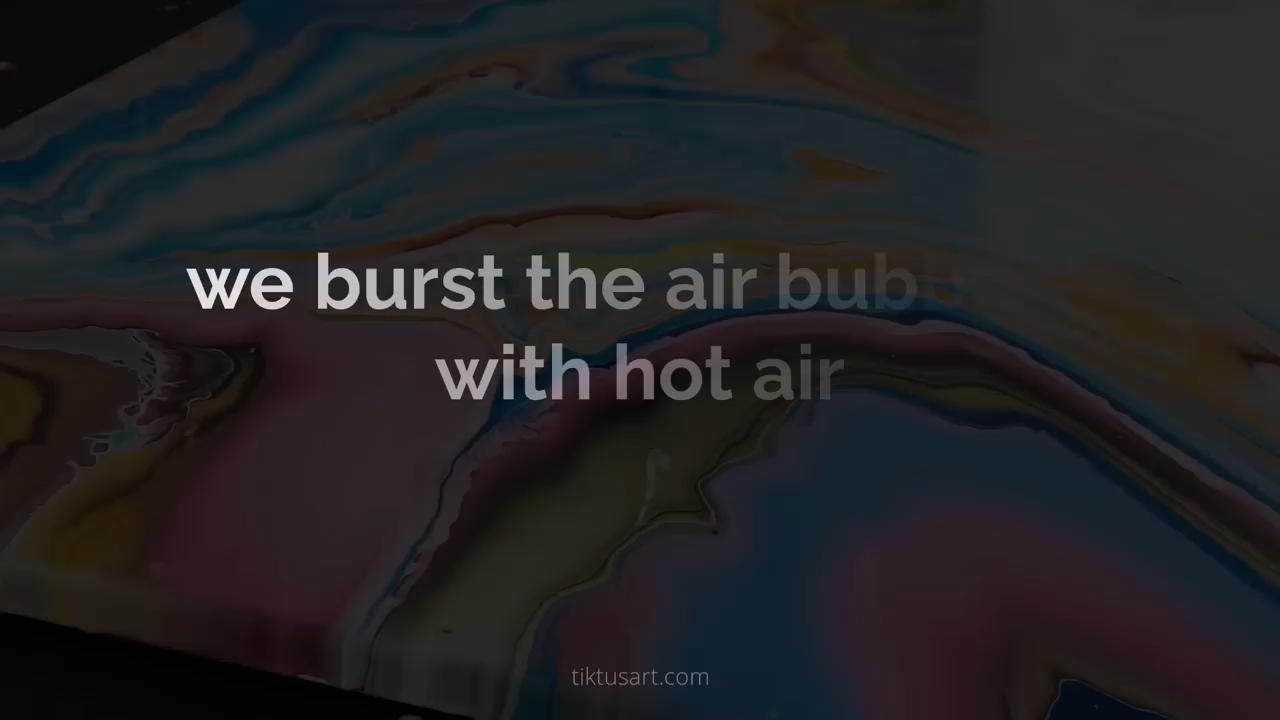 we burst the air bub
with hot air
tiktusart.com